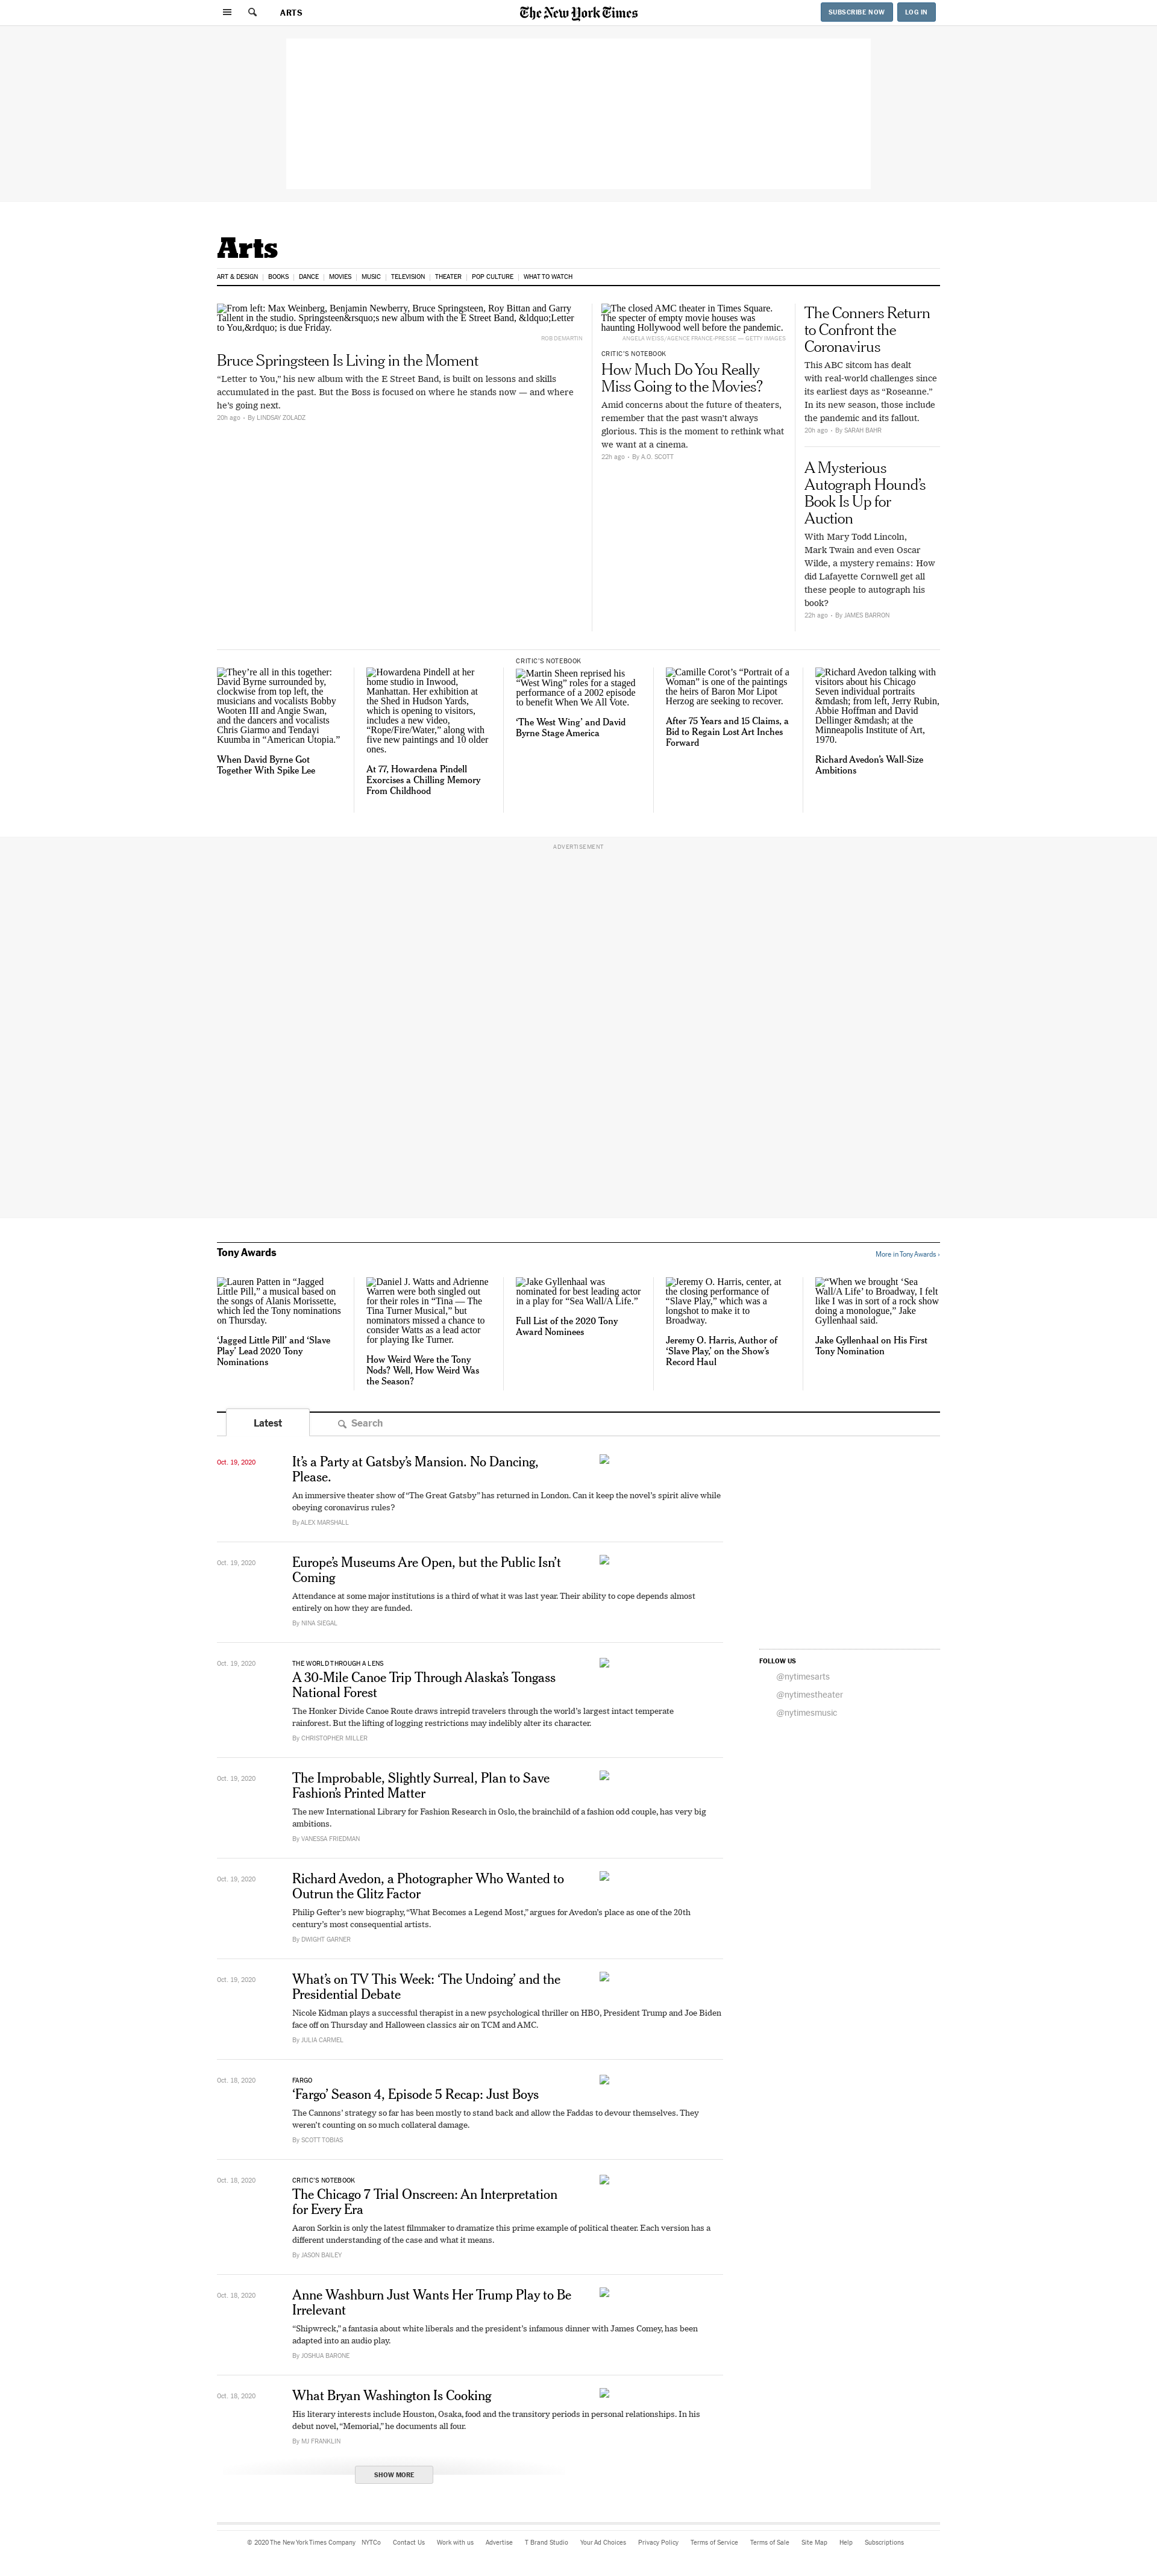 ARTS
The New York Times
SUBSCRIBE NOW
LOG IN
Arts
ART & DESIGN
BOOKS
DANCE
MOVIES
MUSIC
TELEVISION
THEATER
POP CULTURE
WHAT TO WATCH
From left: Max Weinberg, Benjamin Newberry, Bruce Springsteen, Roy Bittan and Garry
Tallent in the studio. Springsteen&rsquo;s new album with the E Street Band, &ldquo;Letter
to You,&rdquo; is due Friday.
ROB DEMARTIN
Bruce Springsteen Is Living in the Moment
“Letter to You,” his new album with the E Street Band, is built on lessons and skills
accumulated in the past. But the Boss is focused on where he stands now — and where
he’s going next.
20h ago • By LINDSAY ZOLADZ
The closed AMC theater in Times Square.
The specter of empty movie houses was
haunting Hollywood well before the pandemic.
ANGELA WEISS/AGENCE FRANCE-PRESSE — GETTY IMAGES
CRITIC’S NOTEBOOK
How Much Do You Really
Miss Going to the Movies?
Amid concerns about the future of theaters,
remember that the past wasn’t always
glorious. This is the moment to rethink what
we want at a cinema.
22h ago • By A.O. SCOTT
The Conners Return
to Confront the
Coronavirus
This ABC sitcom has dealt
with real-world challenges since
its earliest days as “Roseanne.”
In its new season, those include
the pandemic and its fallout.
20h ago • By SARAH BAHR
A Mysterious
Autograph Hound’s
Book Is Up for
Auction
With Mary Todd Lincoln,
Mark Twain and even Oscar
Wilde, a mystery remains: How
did Lafayette Cornwell get all
these people to autograph his
book?
22h ago • By JAMES BARRON
They’re all in this together:
David Byrne surrounded by,
clockwise from top left, the
musicians and vocalists Bobby
Wooten III and Angie Swan,
and the dancers and vocalists
Chris Giarmo and Tendayi
Kuumba in “American Utopia.”
When David Byrne Got
Together With Spike Lee
Howardena Pindell at her
home studio in Inwood,
Manhattan. Her exhibition at
the Shed in Hudson Yards,
which is opening to visitors,
includes a new video,
“Rope/Fire/Water,” along with
five new paintings and 10 older
ones.
At 77, Howardena Pindell
Exorcises a Chilling Memory
From Childhood
CRITIC’S NOTEBOOK
Martin Sheen reprised his
“West Wing” roles for a staged
performance of a 2002 episode
to benefit When We All Vote.
‘The West Wing’ and David
Byrne Stage America
Camille Corot’s “Portrait of a
Woman” is one of the paintings
the heirs of Baron Mor Lipot
Herzog are seeking to recover.
After 75 Years and 15 Claims, a
Bid to Regain Lost Art Inches
Forward
Richard Avedon talking with
visitors about his Chicago
Seven individual portraits
&mdash; from left, Jerry Rubin,
Abbie Hoffman and David
Dellinger &mdash; at the
Minneapolis Institute of Art,
1970.
Richard Avedon’s Wall-Size
Ambitions
ADVERTISEMENT
Tony Awards
More in Tony Awards ›
Lauren Patten in “Jagged
Little Pill,” a musical based on
the songs of Alanis Morissette,
which led the Tony nominations
on Thursday.
‘Jagged Little Pill’ and ‘Slave
Play’ Lead 2020 Tony
Nominations
Daniel J. Watts and Adrienne
Warren were both singled out
for their roles in “Tina — The
Tina Turner Musical,” but
nominators missed a chance to
consider Watts as a lead actor
for playing Ike Turner.
How Weird Were the Tony
Nods? Well, How Weird Was
the Season?
Jake Gyllenhaal was
nominated for best leading actor
in a play for “Sea Wall/A Life.”
Full List of the 2020 Tony
Award Nominees
Jeremy O. Harris, center, at
the closing performance of
“Slave Play,” which was a
longshot to make it to
Broadway.
Jeremy O. Harris, Author of
‘Slave Play,’ on the Show’s
Record Haul
“When we brought ‘Sea
Wall/A Life’ to Broadway, I felt
like I was in sort of a rock show
doing a monologue,” Jake
Gyllenhaal said.
Jake Gyllenhaal on His First
Tony Nomination
Latest
Search
Oct. 19, 2020
It’s a Party at Gatsby’s Mansion. No Dancing,
Please.
An immersive theater show of “The Great Gatsby” has returned in London. Can it keep the novel’s spirit alive while
obeying coronavirus rules?
By ALEX MARSHALL
Oct. 19, 2020
Europe’s Museums Are Open, but the Public Isn’t
Coming
Attendance at some major institutions is a third of what it was last year. Their ability to cope depends almost
entirely on how they are funded.
By NINA SIEGAL
Oct. 19, 2020
THE WORLD THROUGH A LENS
A 30-Mile Canoe Trip Through Alaska’s Tongass
National Forest
The Honker Divide Canoe Route draws intrepid travelers through the world’s largest intact temperate
rainforest. But the lifting of logging restrictions may indelibly alter its character.
By CHRISTOPHER MILLER
FOLLOW US
@nytimesarts
@nytimestheater
@nytimesmusic
Oct. 19, 2020
The Improbable, Slightly Surreal, Plan to Save
Fashion’s Printed Matter
The new International Library for Fashion Research in Oslo, the brainchild of a fashion odd couple, has very big
ambitions.
By VANESSA FRIEDMAN
Oct. 19, 2020
Richard Avedon, a Photographer Who Wanted to
Outrun the Glitz Factor
Philip Gefter’s new biography, “What Becomes a Legend Most,” argues for Avedon’s place as one of the 20th
century’s most consequential artists.
By DWIGHT GARNER
Oct. 19, 2020
What’s on TV This Week: ‘The Undoing’ and the
Presidential Debate
Nicole Kidman plays a successful therapist in a new psychological thriller on HBO, President Trump and Joe Biden
face off on Thursday and Halloween classics air on TCM and AMC.
By JULIA CARMEL
Oct. 18, 2020
FARGO
‘Fargo’ Season 4, Episode 5 Recap: Just Boys
The Cannons’ strategy so far has been mostly to stand back and allow the Faddas to devour themselves. They
weren’t counting on so much collateral damage.
By SCOTT TOBIAS
Oct. 18, 2020
CRITIC’S NOTEBOOK
The Chicago 7 Trial Onscreen: An Interpretation
for Every Era
Aaron Sorkin is only the latest filmmaker to dramatize this prime example of political theater. Each version has a
different understanding of the case and what it means.
By JASON BAILEY
Oct. 18, 2020
Anne Washburn Just Wants Her Trump Play to Be
Irrelevant
“Shipwreck,” a fantasia about white liberals and the president’s infamous dinner with James Comey, has been
adapted into an audio play.
By JOSHUA BARONE
Oct. 18, 2020
What Bryan Washington Is Cooking
His literary interests include Houston, Osaka, food and the transitory periods in personal relationships. In his
debut novel, “Memorial,” he documents all four.
By MJ FRANKLIN
SHOW MORE
© 2020 The New York Times Company
NYTCo
Contact Us
Work with us
Advertise
T Brand Studio
Your Ad Choices
Privacy Policy
Terms of Service
Terms of Sale
Site Map
Help
Subscriptions